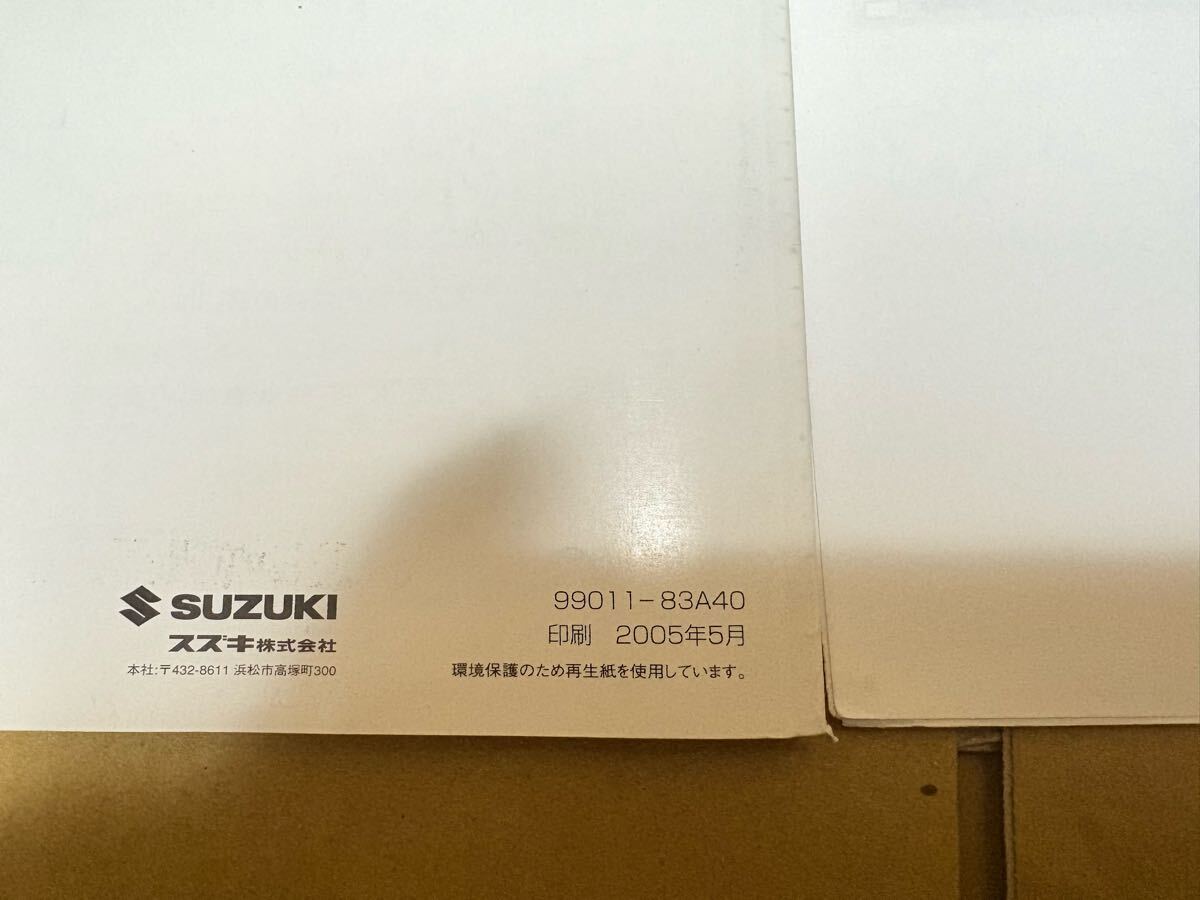 SUZUKI
スズキ株式会社
本社:〒432-8611 浜松市高塚町300
99011-83A40
印刷 2005年5月
環境保護のため再生紙を使用しています。